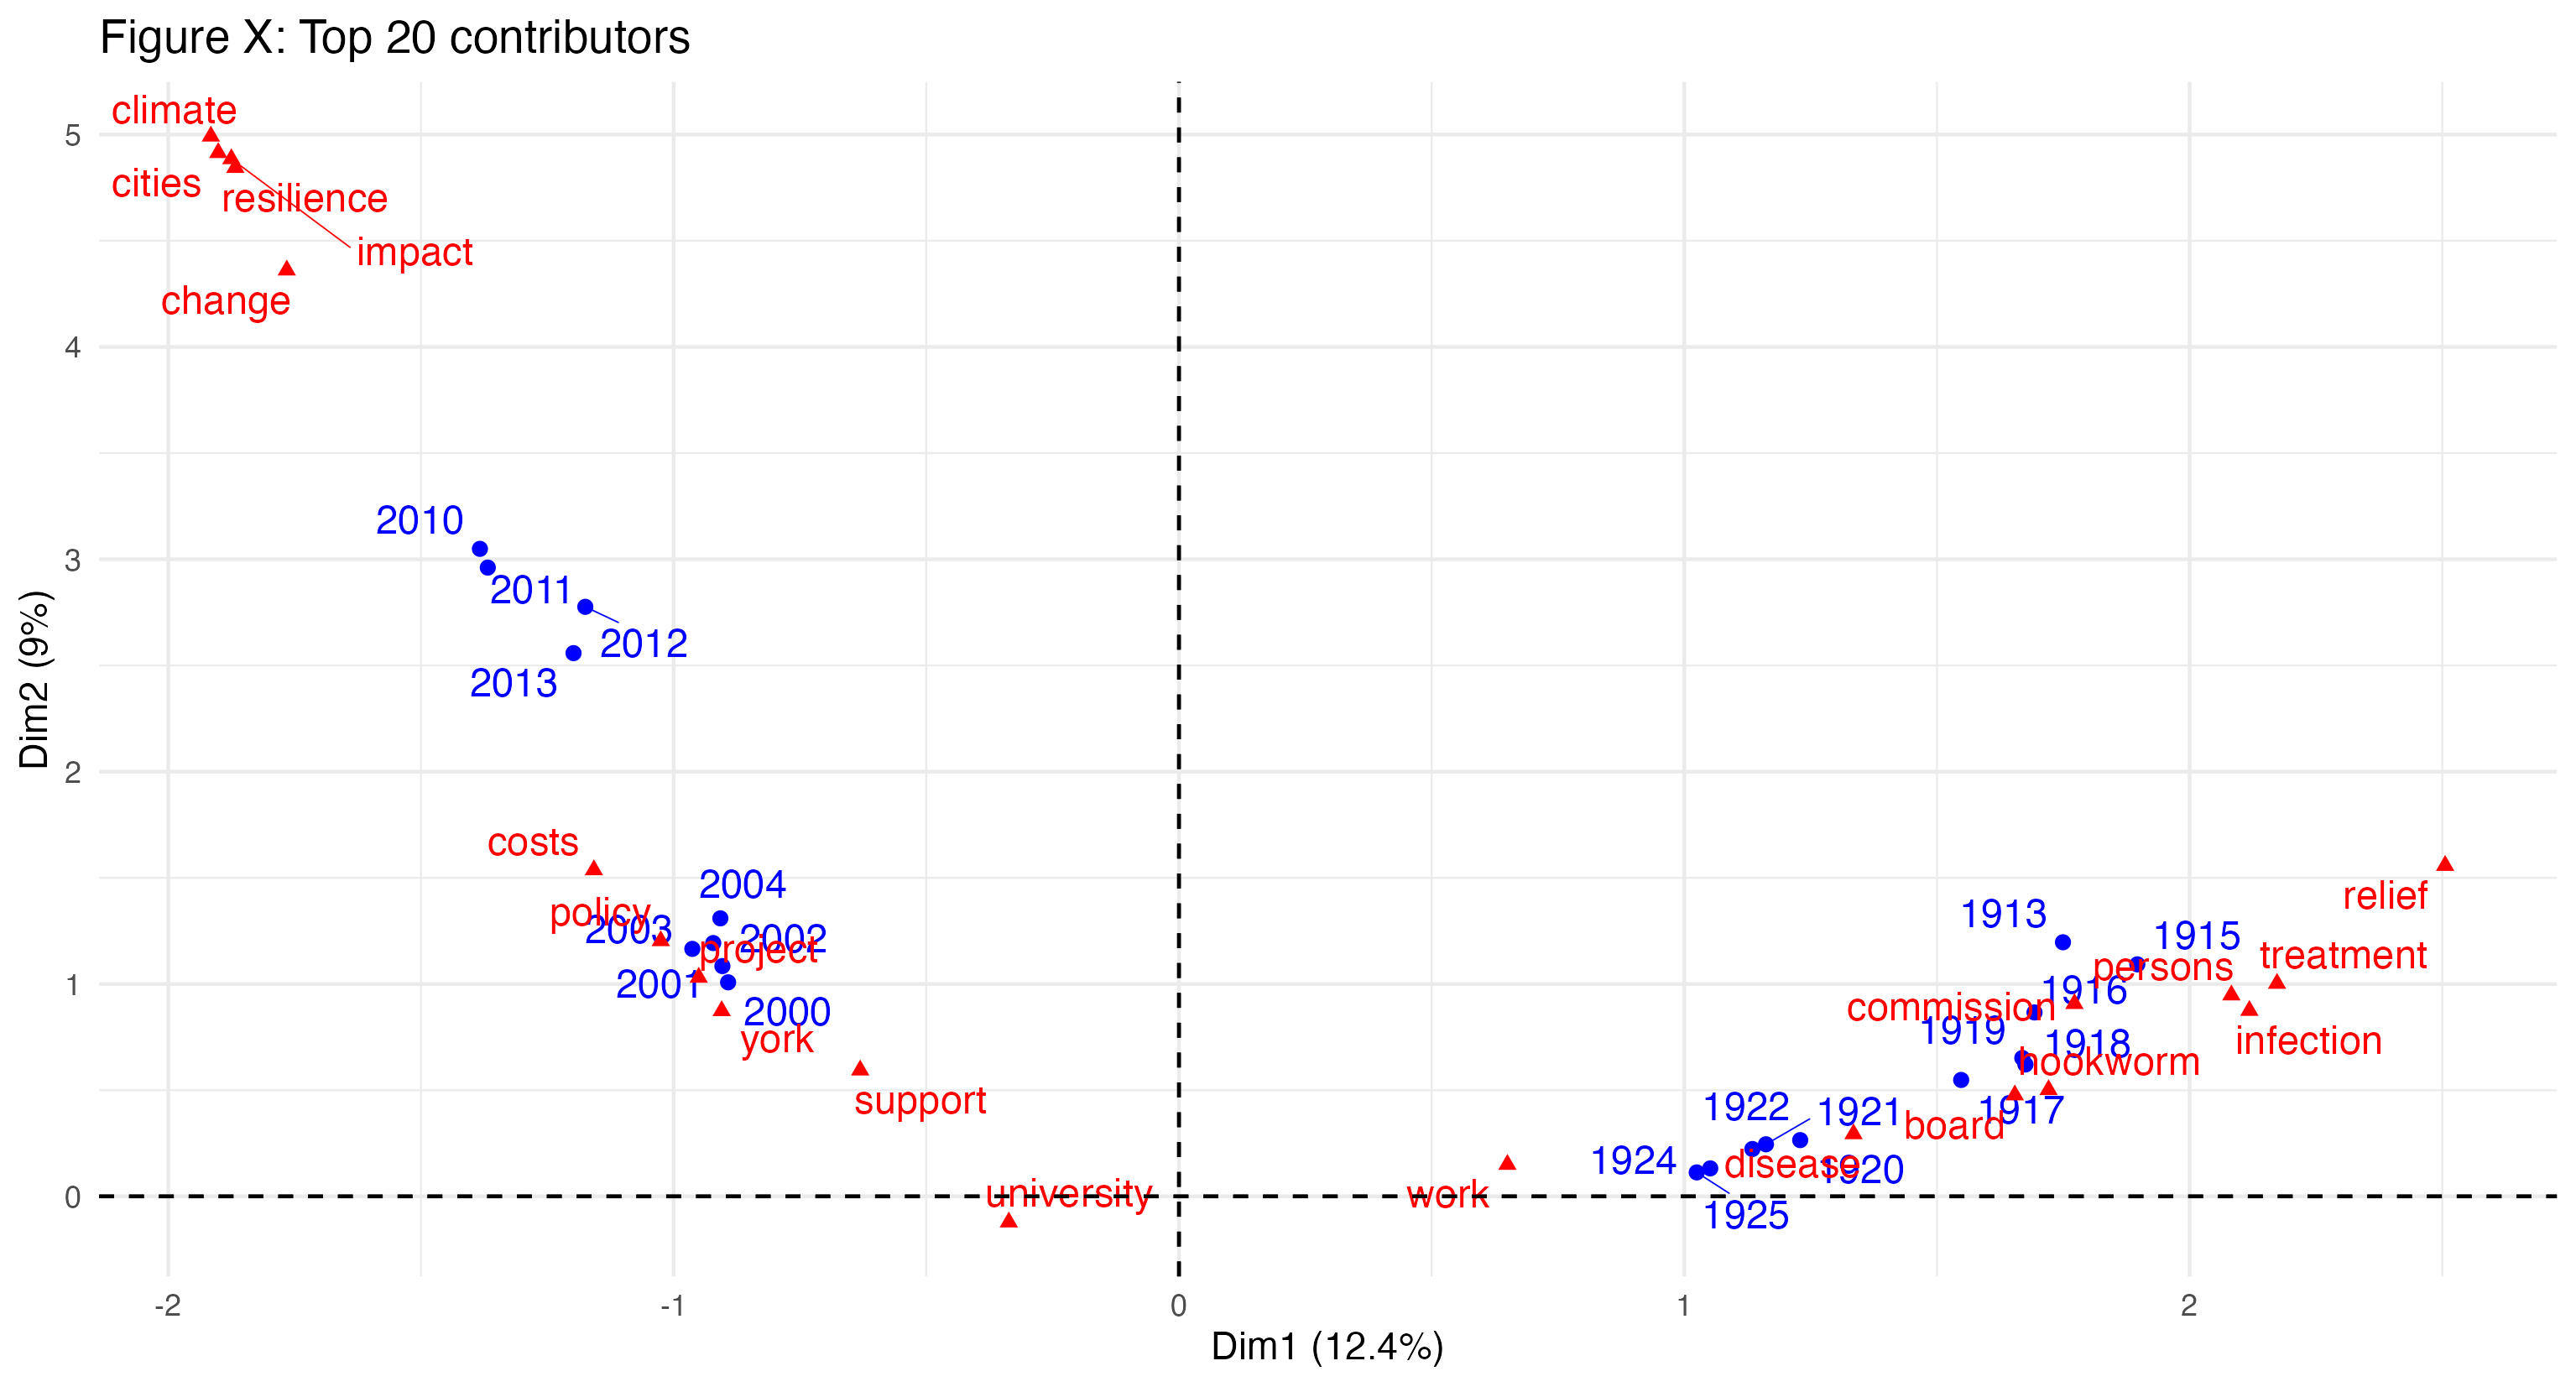 Figure X: Top 20 contributors
climate
5
cities
resilience
impact
change
4
2010
3
2011
2012
2013
Dim2 (9%)
2
costs
2004
policy
2003
2002
project
2001
1
2000
york
support
relief
1913
1915
treatment
persons
1916
commission
1919
1918
infection
hookworm
1922
1921
1917
board
1924
disease
1920
0
university
work
1925
-2
-1
0
1
2
Dim1 (12.4%)